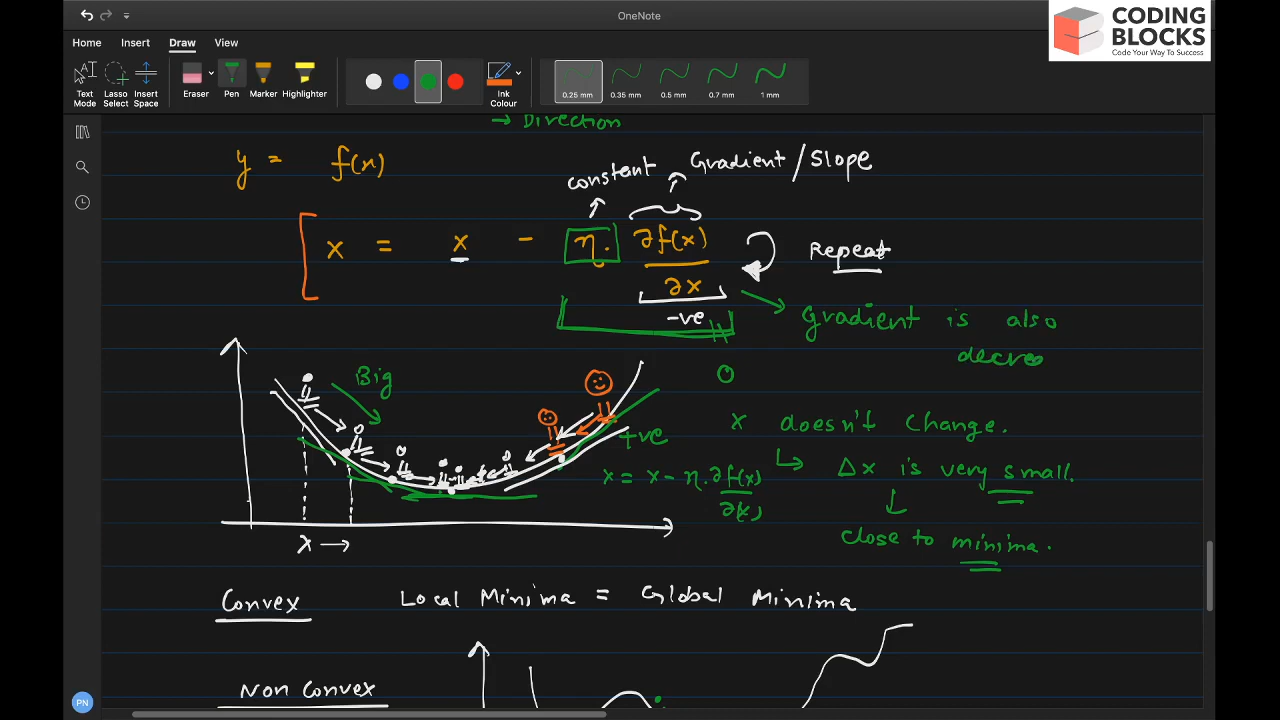 OneNote
CODING
BLOCKS
Code Your Way To Success
Home Insert Draw View
Text Mode
Lasso Select
Insert Space
Eraser
Pen
Marker
Highlighter
Ink Colour
0.25 mm 0.35 mm 0.5 mm 0.7 mm 1 mm
→ Direction
y = f(x)
constant
Gradient / Slope
x = x - η. ∂f(x)/∂x
Repeat
-ve
Gradient is also
decre
Big
0
+ve
x doesn't change.
x = x - η. ∂f(x)/∂x
↳ Δx is very small.
↓
close to minima.
x →
Convex Local Minima = Global Minima
Non Convex
PN